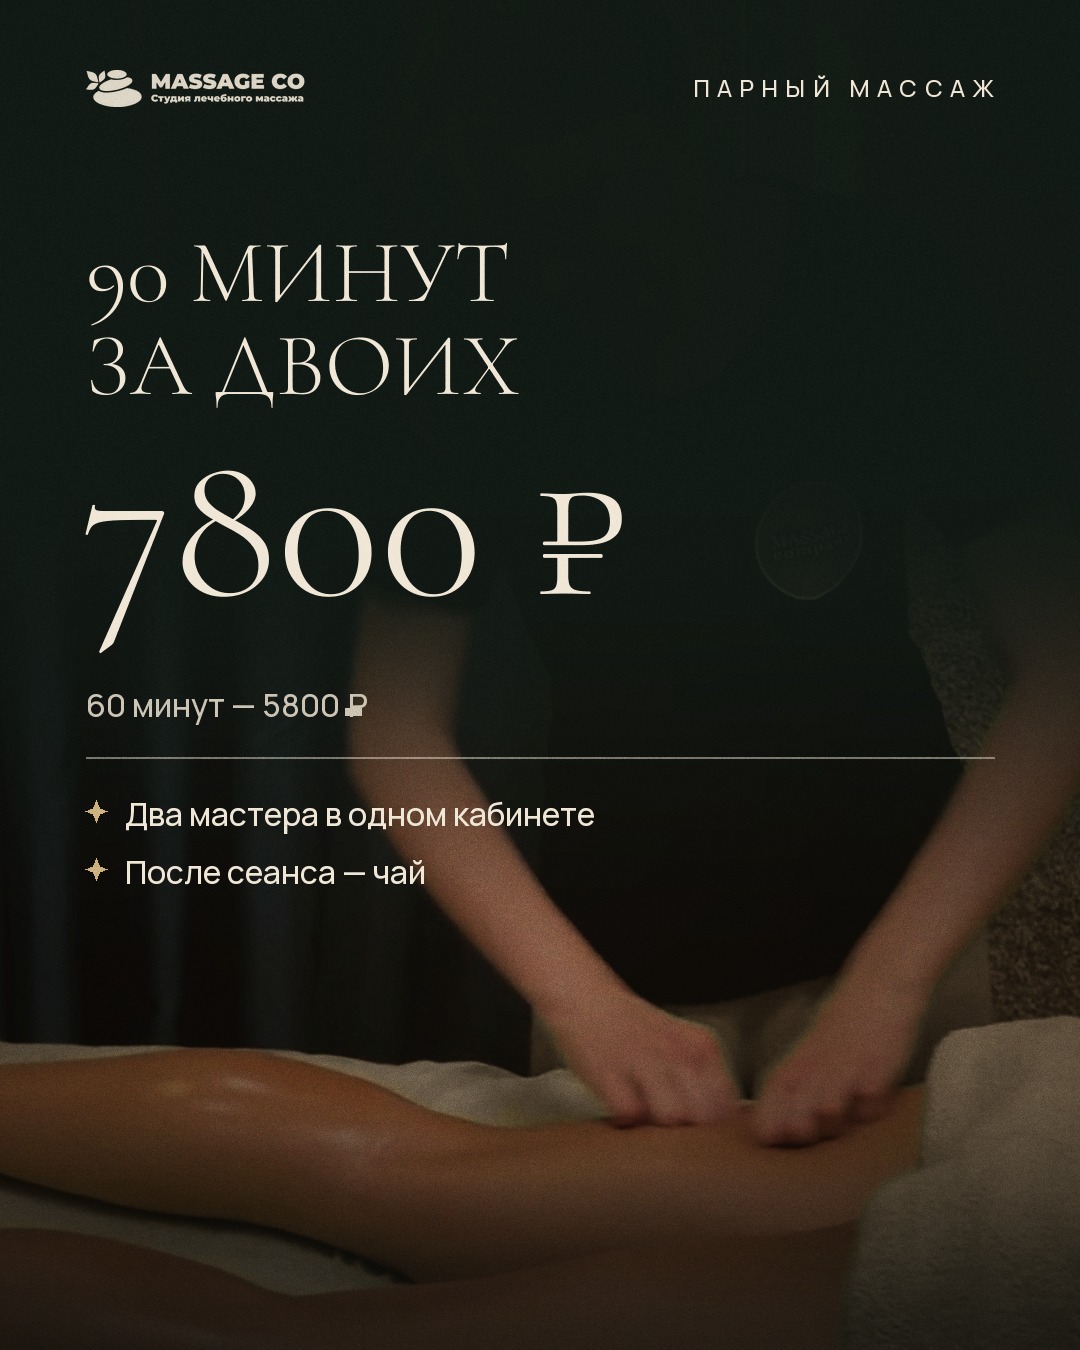 MASSAGE CO
Студия лечебного массажа
ПАРНЫЙ МАССАЖ
90 МИНУТ
ЗА ДВОИХ
7800 ₽
60 минут — 5800 ₽
Два мастера в одном кабинете
После сеанса — чай